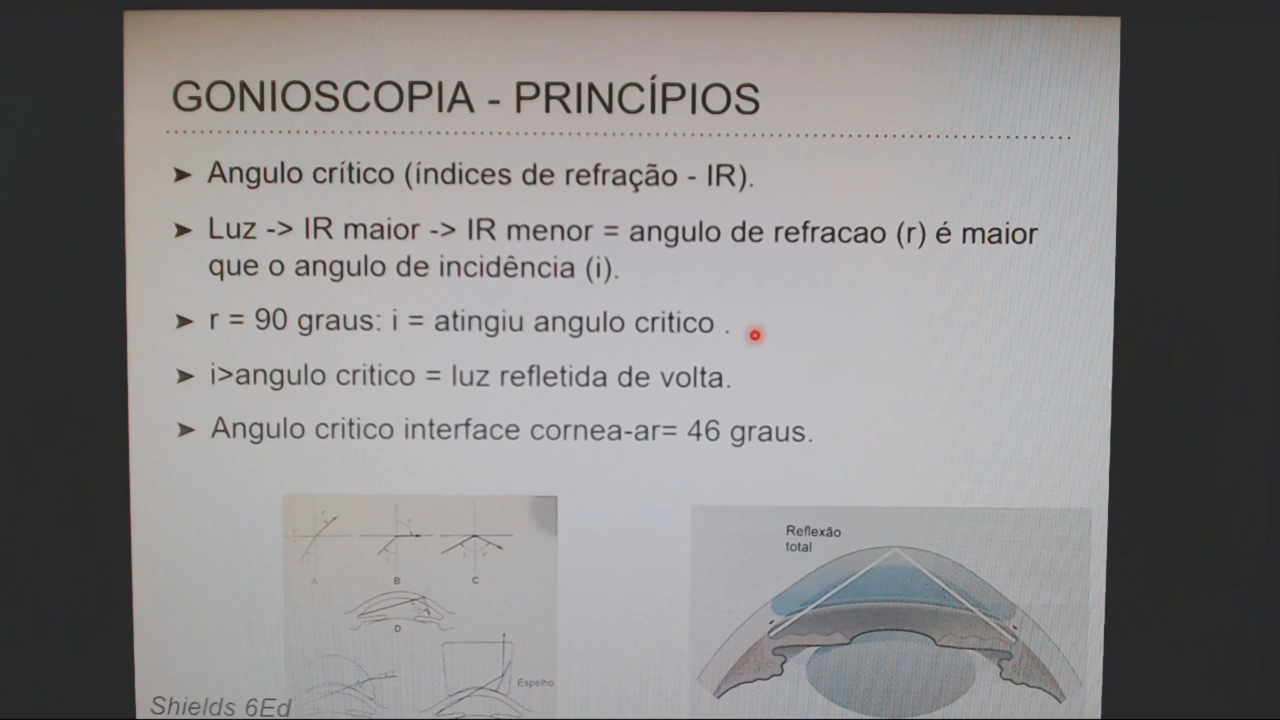 GONIOSCOPIA - PRINCÍPIOS
➤ Angulo crítico (índices de refração - IR).
➤ Luz -> IR maior -> IR menor = angulo de refracao (r) é maior
que o angulo de incidência (i).
➤ r = 90 graus: i = atingiu angulo critico .
➤ i>angulo critico = luz refletida de volta.
➤ Angulo critico interface cornea-ar= 46 graus.
A
B
C
D
Espelho
Reflexão
total
Shields 6Ed